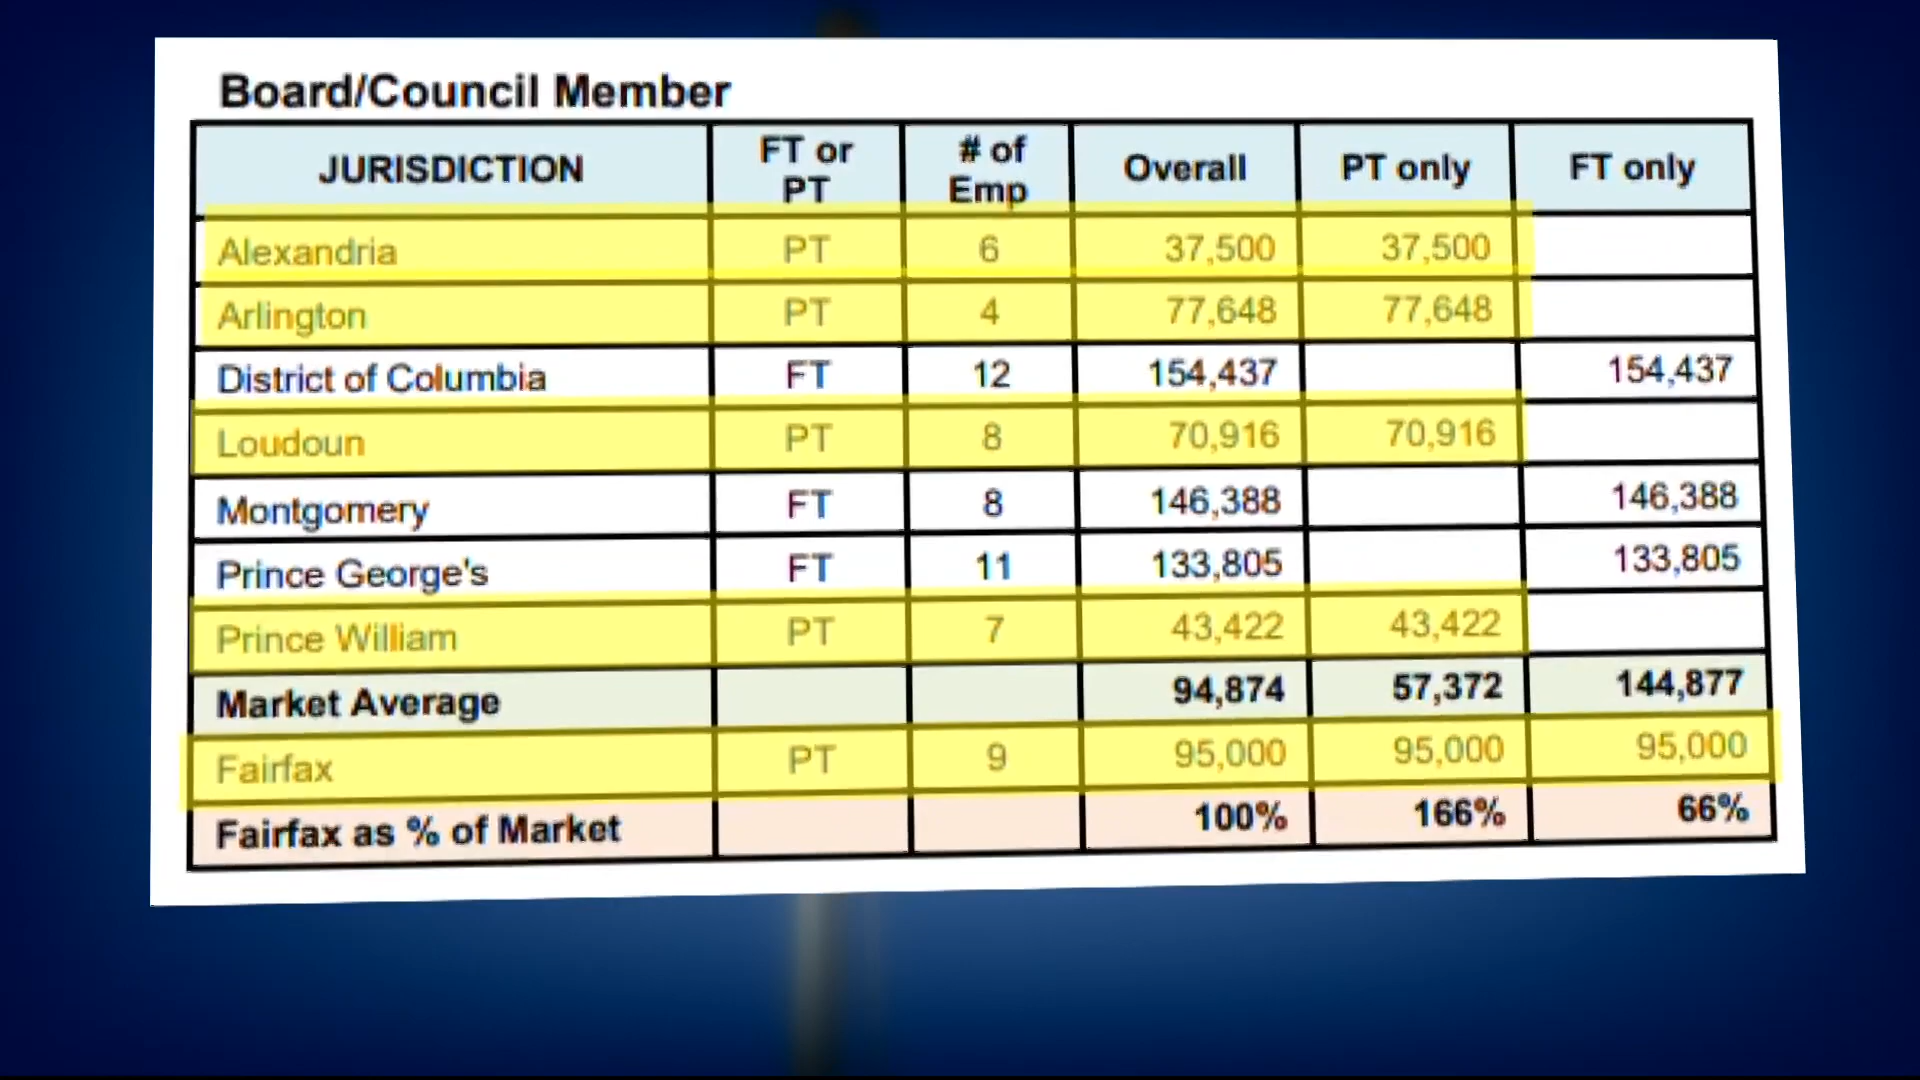 Board/Council Member
JURISDICTION FT or PT # of Emp Overall PT only FT only
Alexandria PT 6 37,500 37,500
Arlington PT 4 77,648 77,648
District of Columbia FT 12 154,437 154,437
Loudoun PT 8 70,916 70,916
Montgomery FT 8 146,388 146,388
Prince George's FT 11 133,805 133,805
Prince William PT 7 43,422 43,422
Market Average 94,874 57,372 144,877
Fairfax PT 9 95,000 95,000 95,000
Fairfax as % of Market 100% 166% 66%